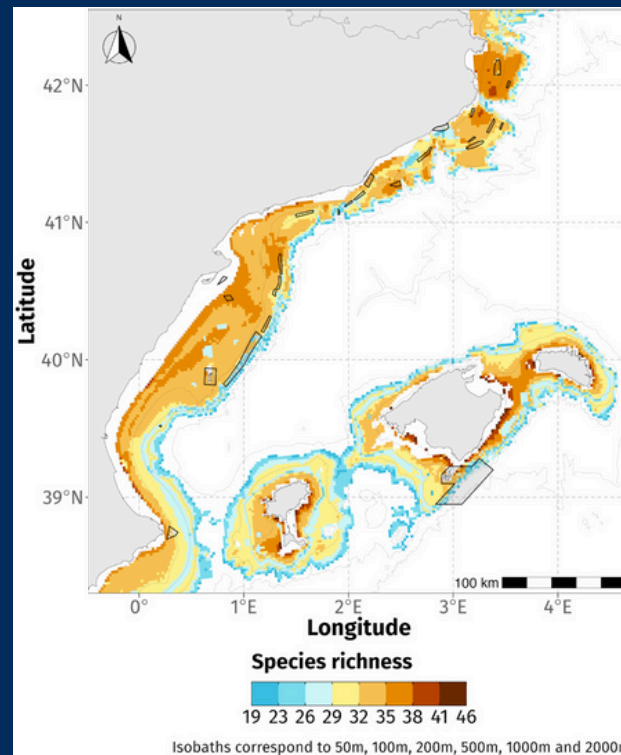 N
42°N
41°N
40°N
39°N
Latitude
100 km
0°
1°E
2°E
3°E
4°E
Longitude
Species richness
19 23 26 29 32 35 38 41 46
Isobaths correspond to 50m, 100m, 200m, 500m, 1000m and 2000m